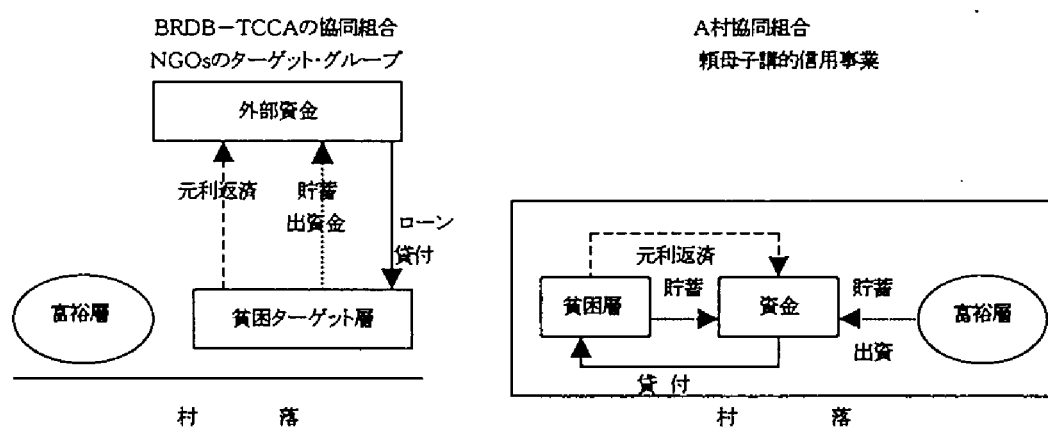 BRDB－TCCAの協同組合
NGOsのターゲット・グループ
外部資金
元利返済
貯蓄
出資金
ローン
貸付
富裕層
貧困ターゲット層
村 落
A村協同組合
頼母子講的信用事業
元利返済
貧困層
貯蓄
資金
貯蓄
出資
富裕層
貸 付
村 落